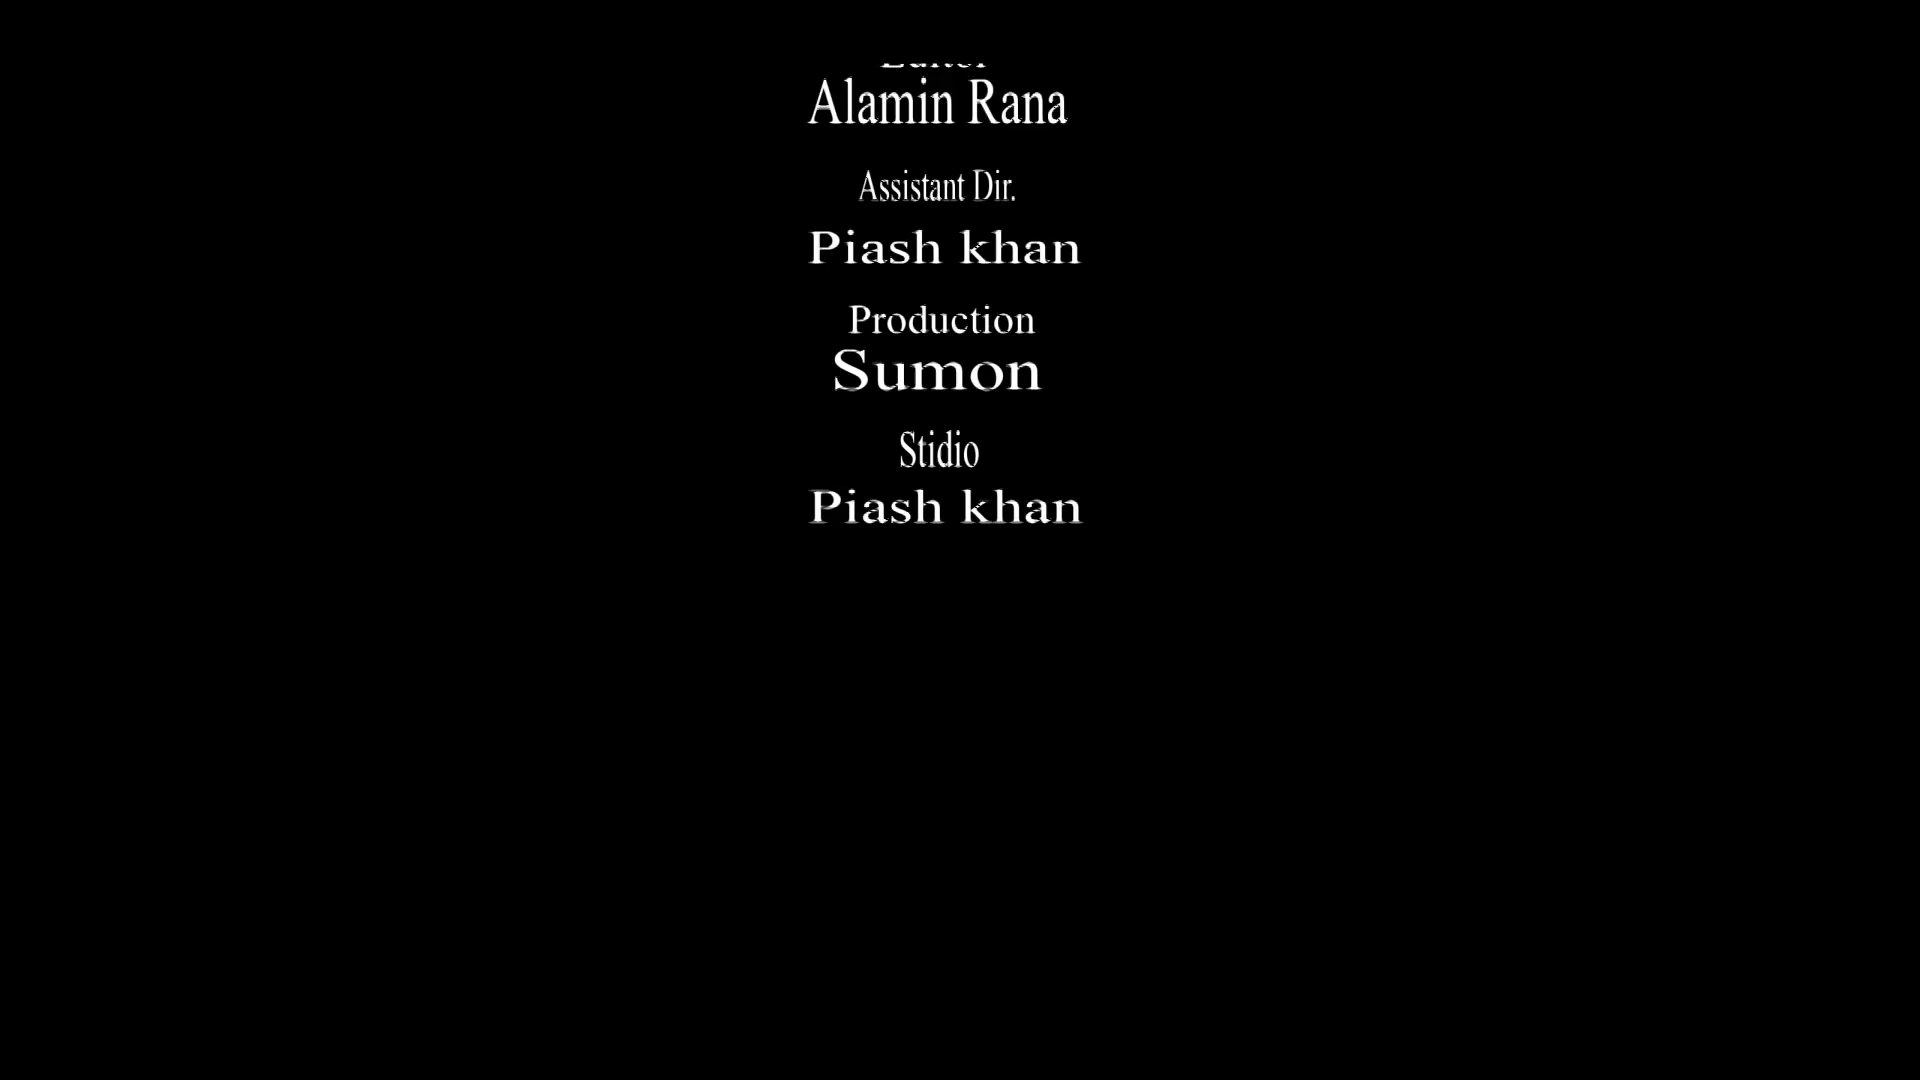 Alamin Rana
Assistant Dir.
Piash khan
Production
Sumon
Stidio
Piash khan